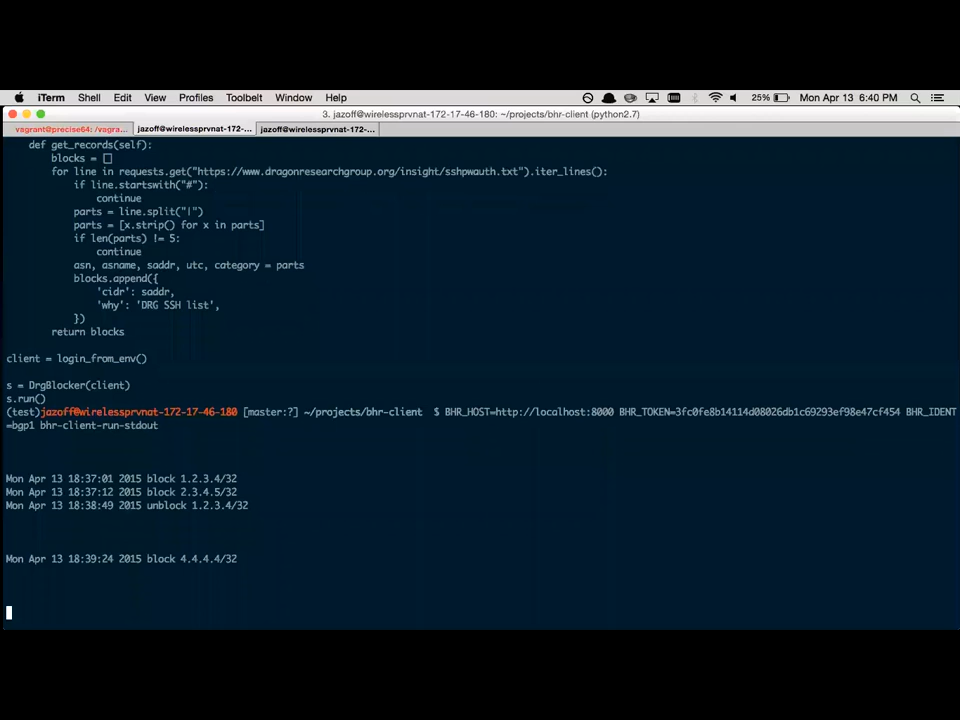 iTerm Shell Edit View Profiles Toolbelt Window Help 25% Mon Apr 13 6:40 PM
3. jazoff@wirelessprvnat-172-17-46-180: ~/projects/bhr-client (python2.7)
vagrant@precise64: /vagra... jazoff@wirelessprvnat-172-... jazoff@wirelessprvnat-172-...
def get_records(self):
blocks = []
for line in requests.get("https://www.dragonresearchgroup.org/insight/sshpwauth.txt").iter_lines():
if line.startswith("#"):
continue
parts = line.split("|")
parts = [x.strip() for x in parts]
if len(parts) != 5:
continue
asn, asname, saddr, utc, category = parts
blocks.append({
'cidr': saddr,
'why': 'DRG SSH list',
})
return blocks
client = login_from_env()
s = DrgBlocker(client)
s.run()
(test)jazoff@wirelessprvnat-172-17-46-180 [master:?] ~/projects/bhr-client $ BHR_HOST=http://localhost:8000 BHR_TOKEN=3fc0fe8b14114d08026db1c69293ef98e47cf454 BHR_IDENT
=bgp1 bhr-client-run-stdout
Mon Apr 13 18:37:01 2015 block 1.2.3.4/32
Mon Apr 13 18:37:12 2015 block 2.3.4.5/32
Mon Apr 13 18:38:49 2015 unblock 1.2.3.4/32
Mon Apr 13 18:39:24 2015 block 4.4.4.4/32